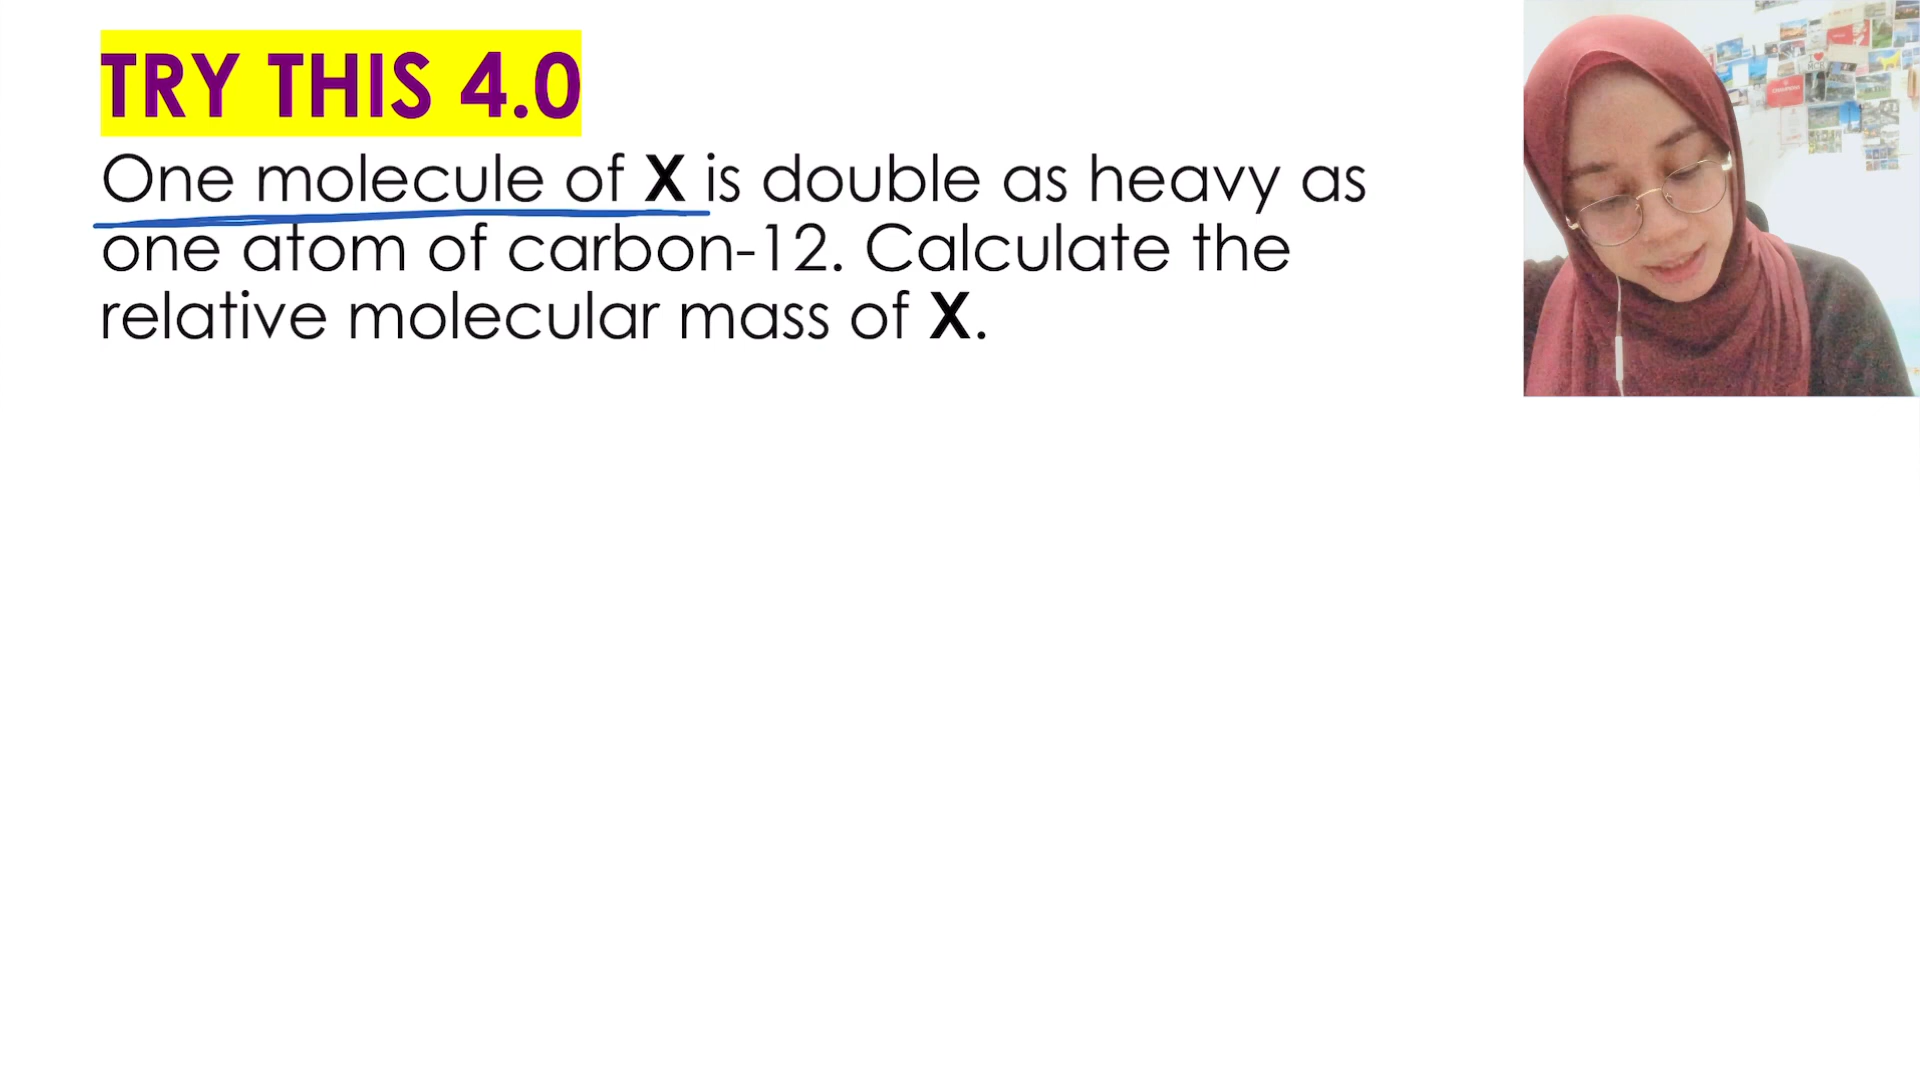 TRY THIS 4.0
One molecule of X is double as heavy as
one atom of carbon-12. Calculate the
relative molecular mass of X.